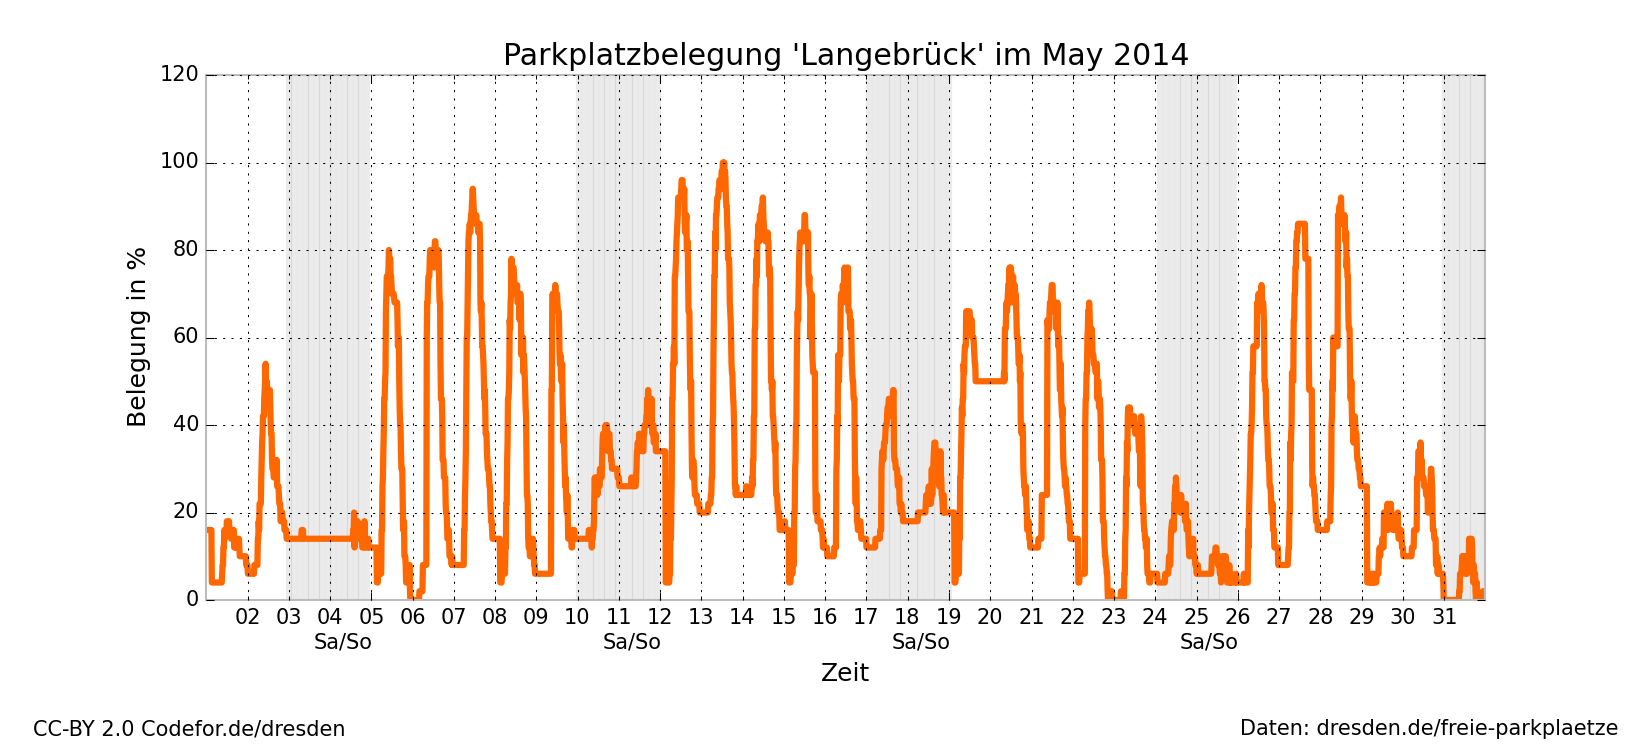 Parkplatzbelegung 'Langebrück' im May 2014
120
100
80
60
40
20
0
Belegung in %
02 03 04 05 06 07 08 09 10 11 12 13 14 15 16 17 18 19 20 21 22 23 24 25 26 27 28 29 30 31
Sa/So Sa/So Sa/So Sa/So
Zeit
CC-BY 2.0 Codefor.de/dresden
Daten: dresden.de/freie-parkplaetze